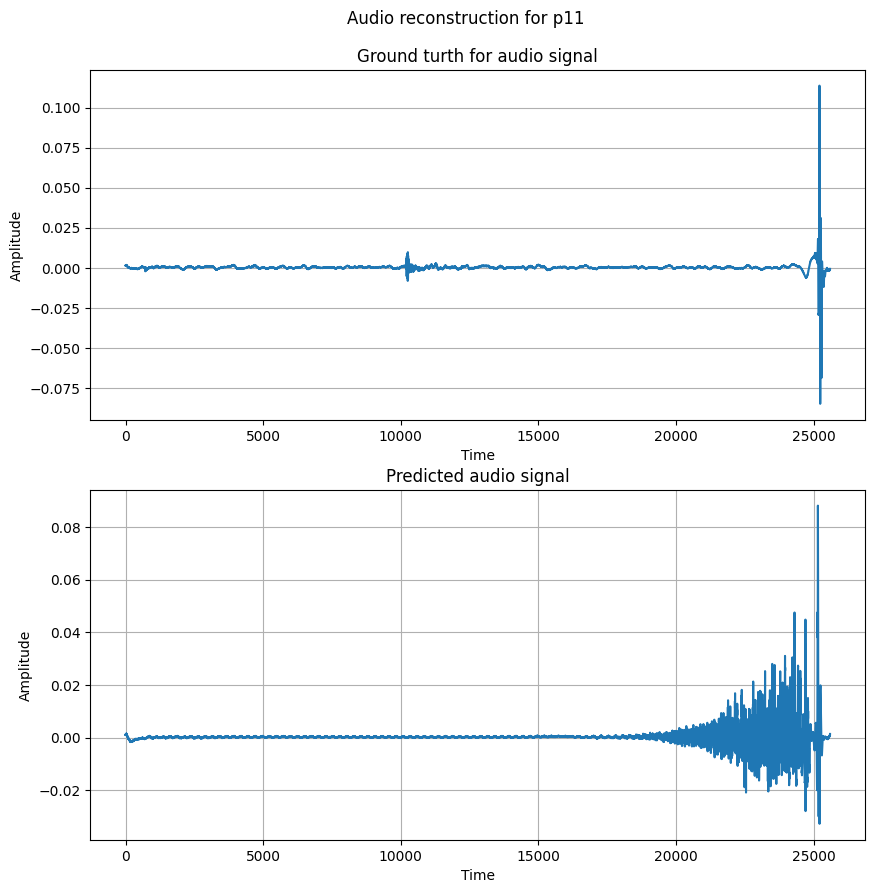 Audio reconstruction for p11
Ground turth for audio signal
0.100
0.075
0.050
0.025
0.000
−0.025
−0.050
−0.075
Amplitude
0 5000 10000 15000 20000 25000
Time
Predicted audio signal
0.08
0.06
0.04
0.02
0.00
−0.02
Amplitude
0 5000 10000 15000 20000 25000
Time